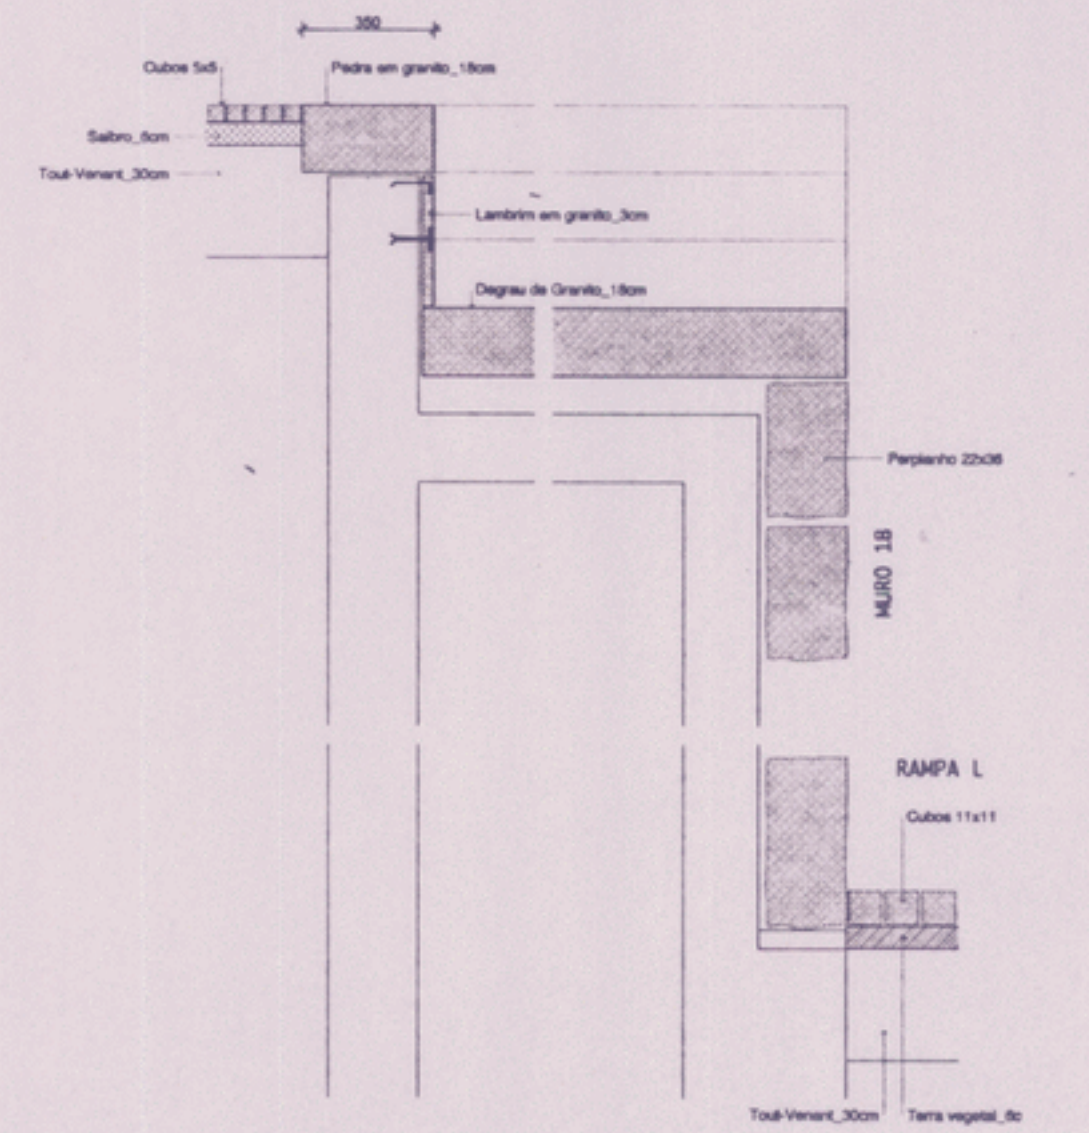 350
Cubos 5x5
Pedra em granito_18cm
Saibro_6cm
Tout-Venant_30cm
Lambrim em granito_3cm
Degrau de Granito_18cm
Perpianho 22x36
MURO 18
RAMPA L
Cubos 11x11
Tout-Venant_30cm
Terra vegetal_6c